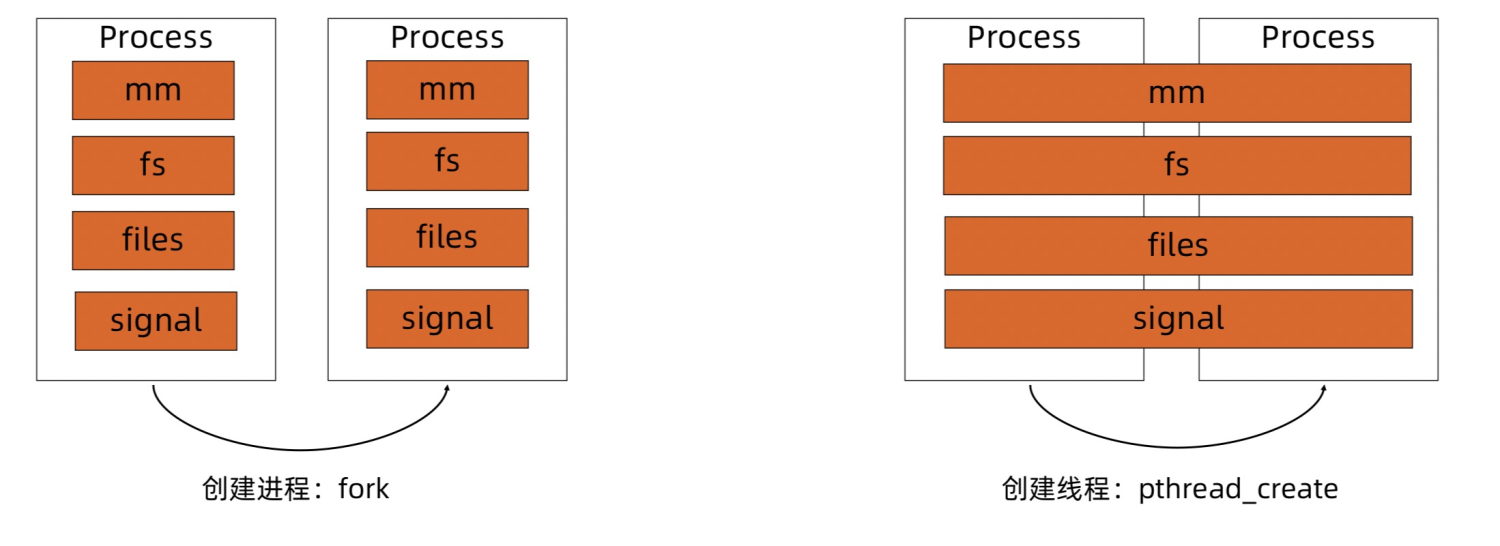 Process
mm
fs
files
signal
Process
mm
fs
files
signal
创建进程：fork
Process
Process
mm
fs
files
signal
创建线程：pthread_create